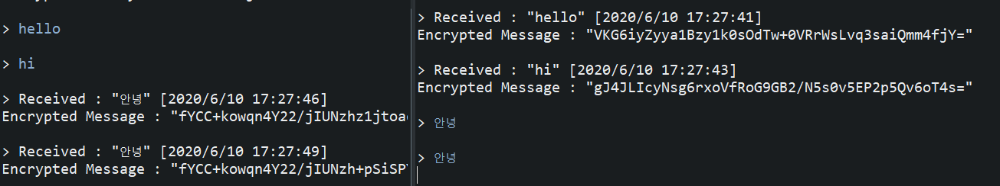 > hello
> hi
> Received : "안녕" [2020/6/10 17:27:46]
Encrypted Message : "fYCC+kowqn4Y22/jIUNzhz1jtoa
> Received : "안녕" [2020/6/10 17:27:49]
Encrypted Message : "fYCC+kowqn4Y22/jIUNzh+pSiSP
> Received : "hello" [2020/6/10 17:27:41]
Encrypted Message : "VKG6iyZyya1Bzy1k0sOdTw+0VRrWsLvq3saiQmm4fjY="
> Received : "hi" [2020/6/10 17:27:43]
Encrypted Message : "gJ4JLIcyNsg6rxoVfRoG9GB2/N5s0v5EP2p5Qv6oT4s="
> 안녕
> 안녕